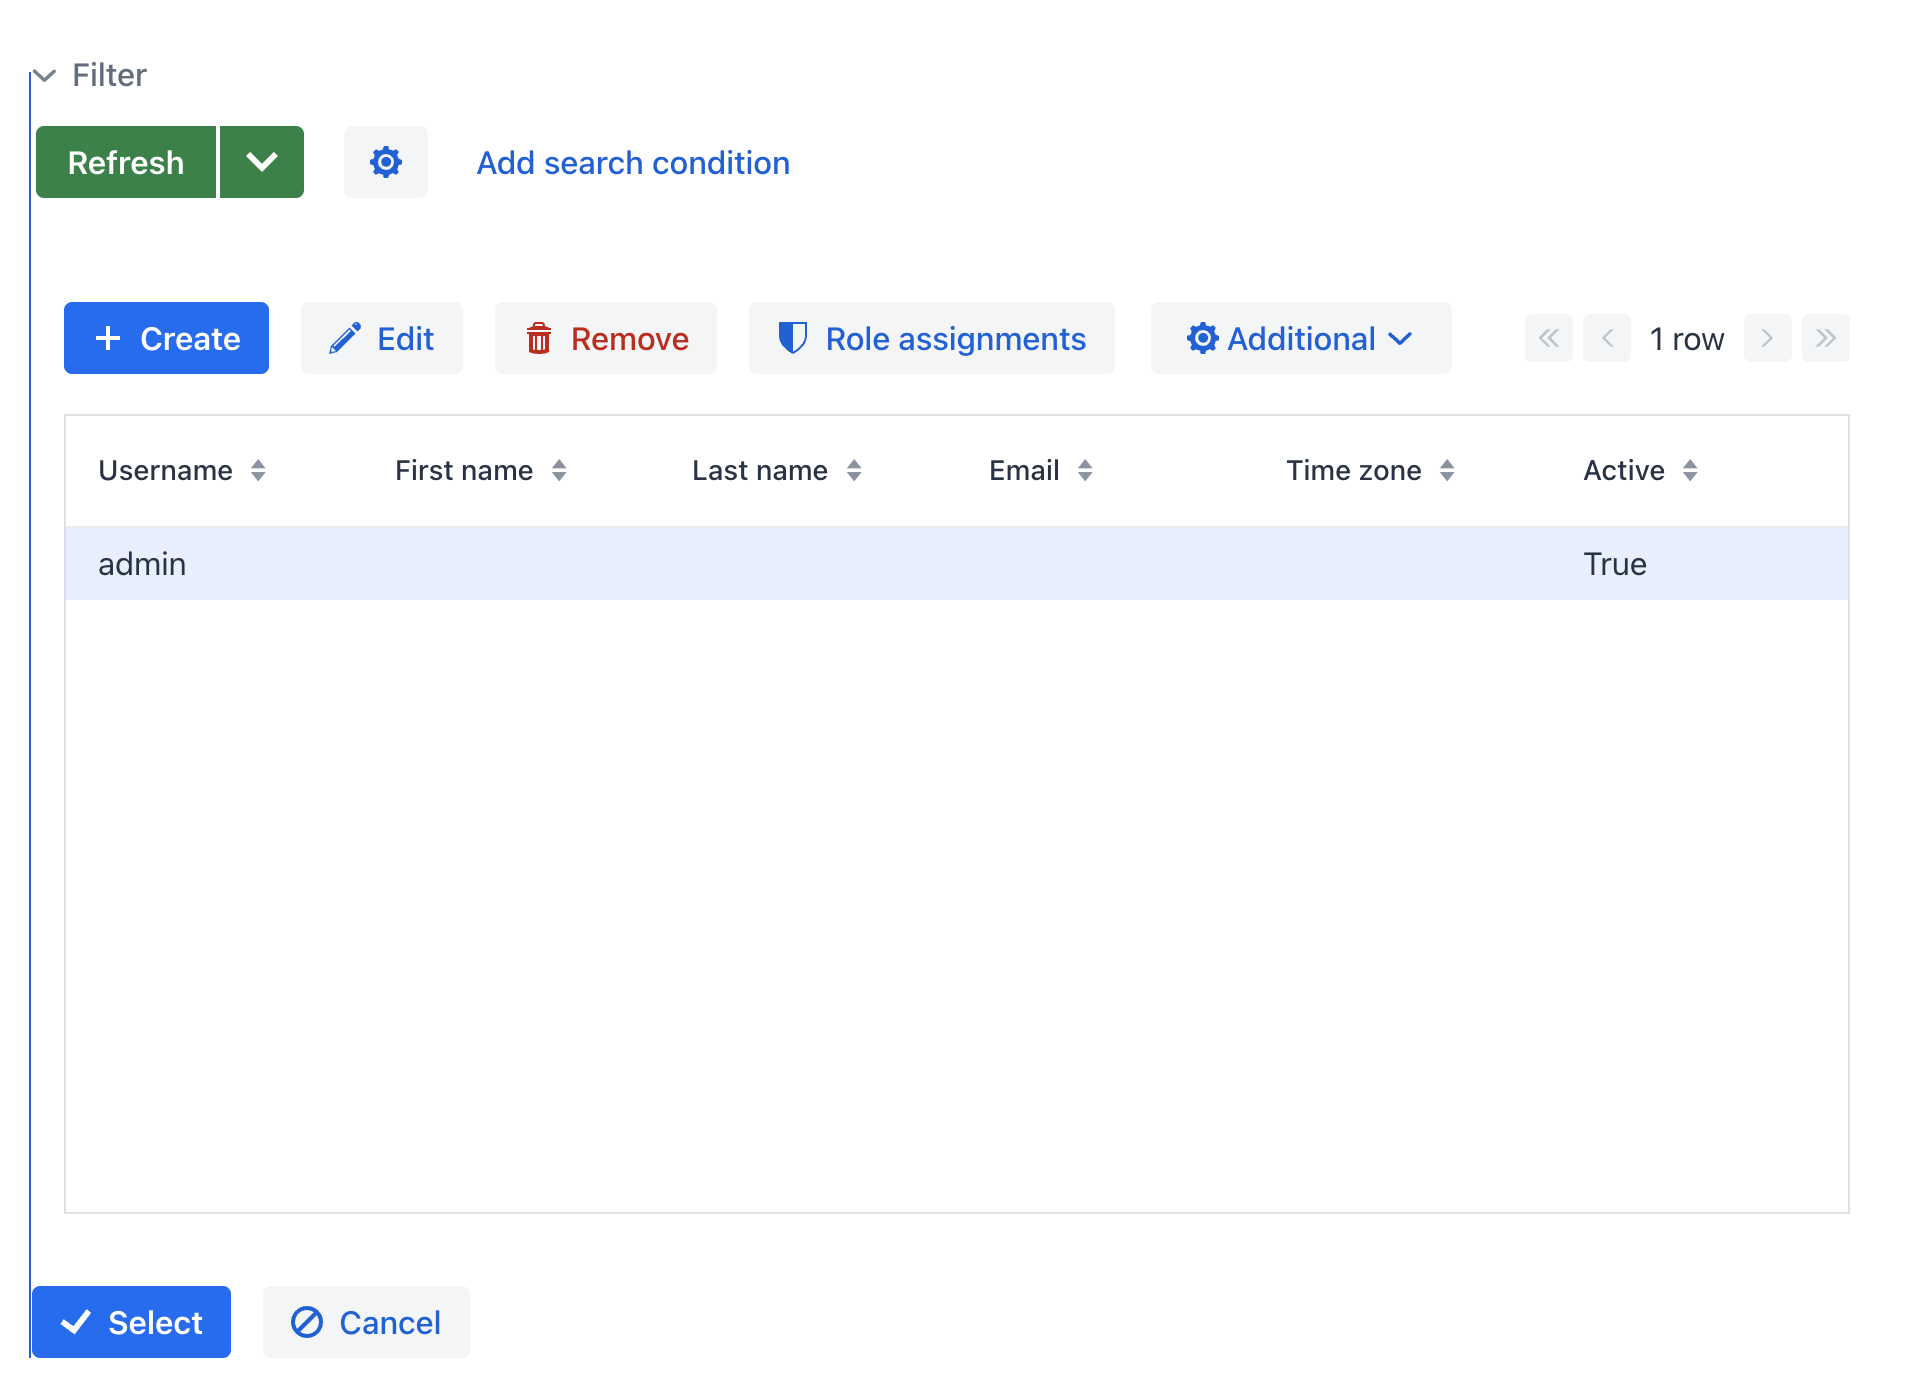 Filter
Refresh Add search condition
Create Edit Remove Role assignments Additional 1 row
Username First name Last name Email Time zone Active
admin True
Select Cancel